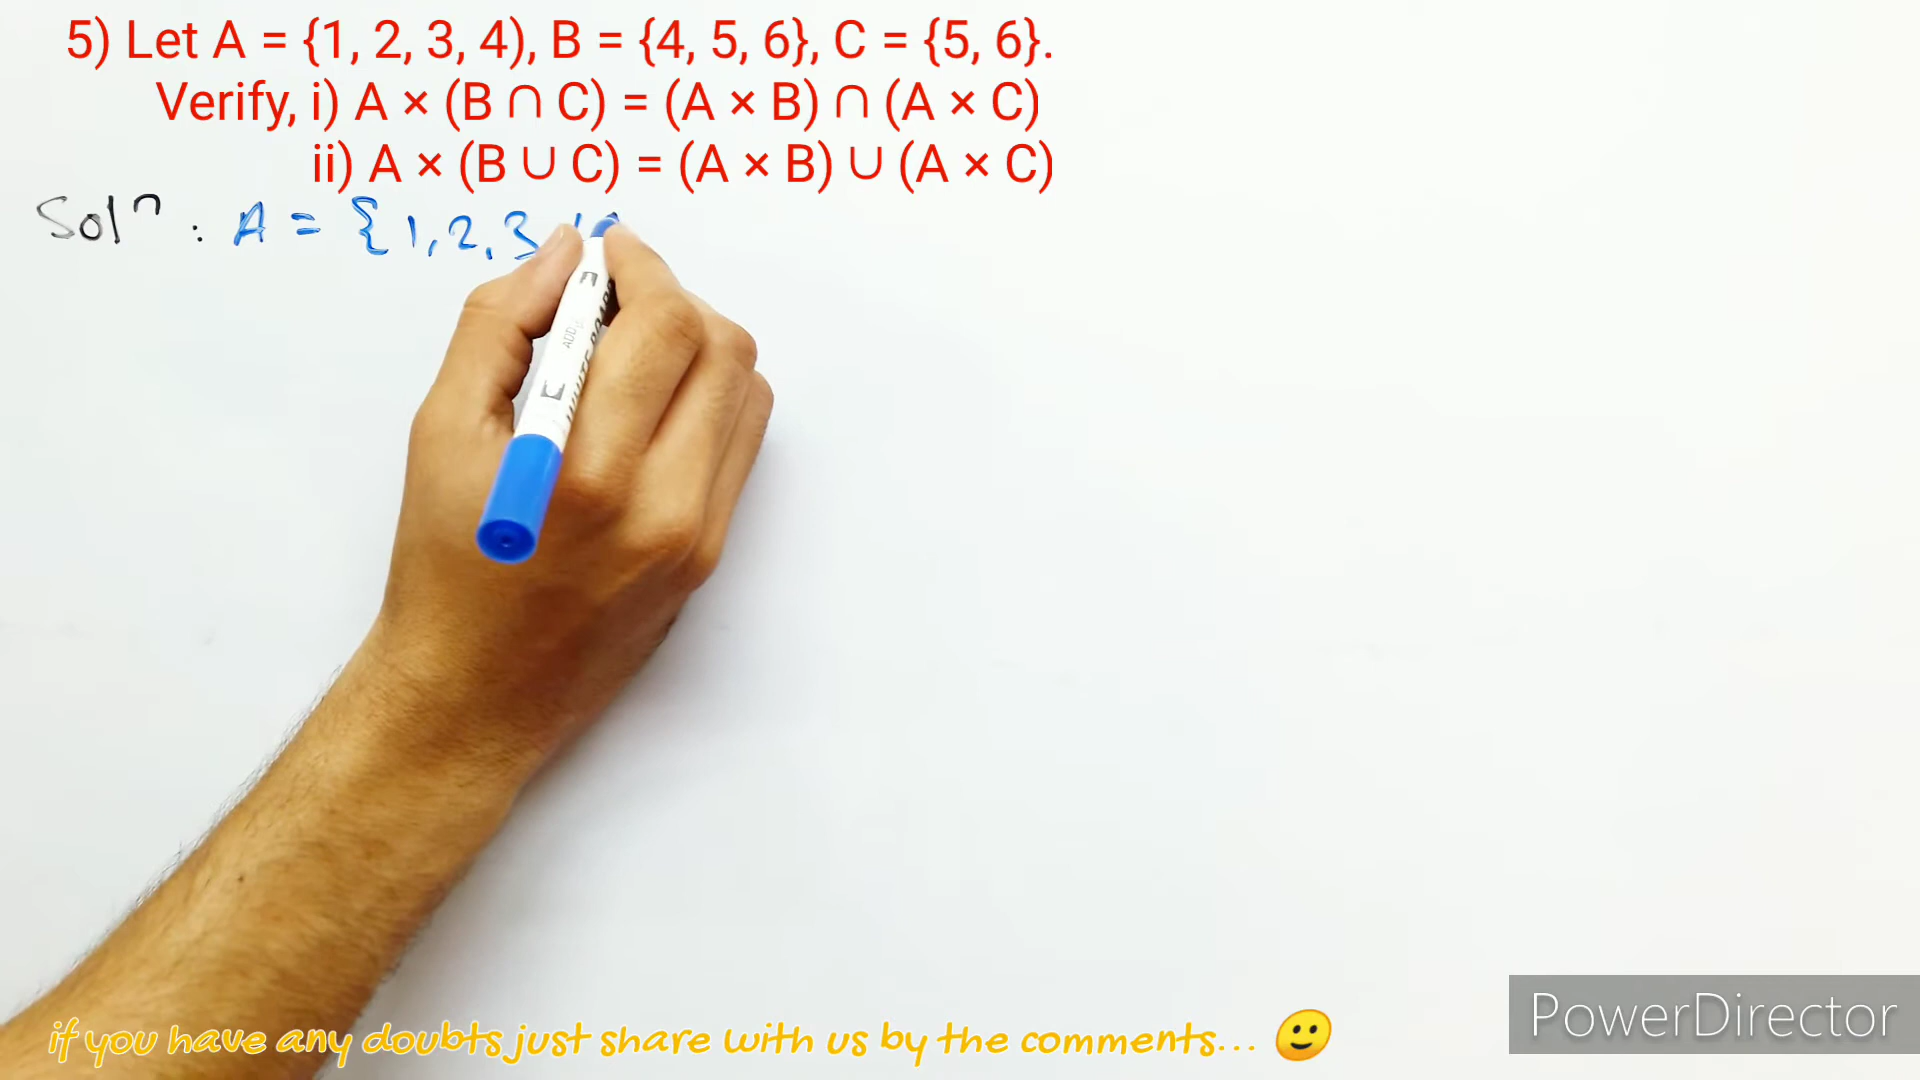 5) Let A = {1, 2, 3, 4), B = {4, 5, 6}, C = {5, 6}.
Verify, i) A × (B ∩ C) = (A × B) ∩ (A × C)
ii) A × (B ∪ C) = (A × B) ∪ (A × C)
Solⁿ : A = {1, 2, 3
if you have any doubts just share with us by the comments... 🙂
PowerDirector